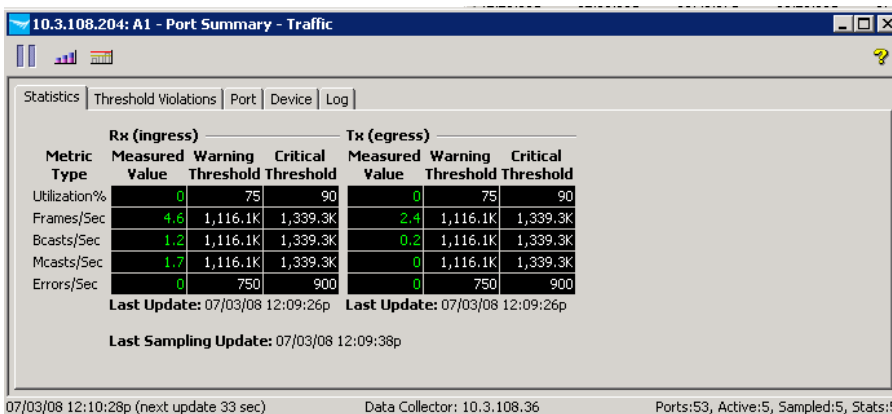 10.3.108.204: A1 - Port Summary - Traffic
Statistics Threshold Violations Port Device Log
Rx (ingress) Tx (egress)
Metric Measured Warning Critical Measured Warning Critical
Type Value Threshold Threshold Value Threshold Threshold
Utilization% 0 75 90 0 75 90
Frames/Sec 4.6 1,116.1K 1,339.3K 2.4 1,116.1K 1,339.3K
Bcasts/Sec 1.2 1,116.1K 1,339.3K 0.2 1,116.1K 1,339.3K
Mcasts/Sec 1.7 1,116.1K 1,339.3K 0 1,116.1K 1,339.3K
Errors/Sec 0 750 900 0 750 900
Last Update: 07/03/08 12:09:26p Last Update: 07/03/08 12:09:26p
Last Sampling Update: 07/03/08 12:09:38p
07/03/08 12:10:28p (next update 33 sec) Data Collector: 10.3.108.36 Ports:53, Active:5, Sampled:5, Stats: